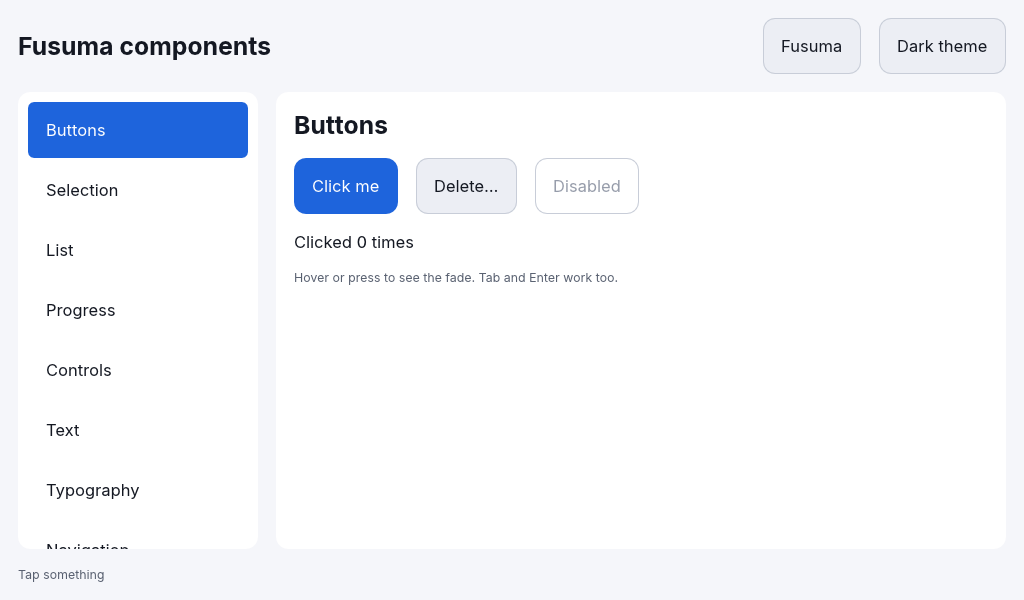 Fusuma components
Fusuma
Dark theme
Buttons
Selection
List
Progress
Controls
Text
Typography
Navigation
Buttons
Click me
Delete...
Disabled
Clicked 0 times
Hover or press to see the fade. Tab and Enter work too.
Tap something